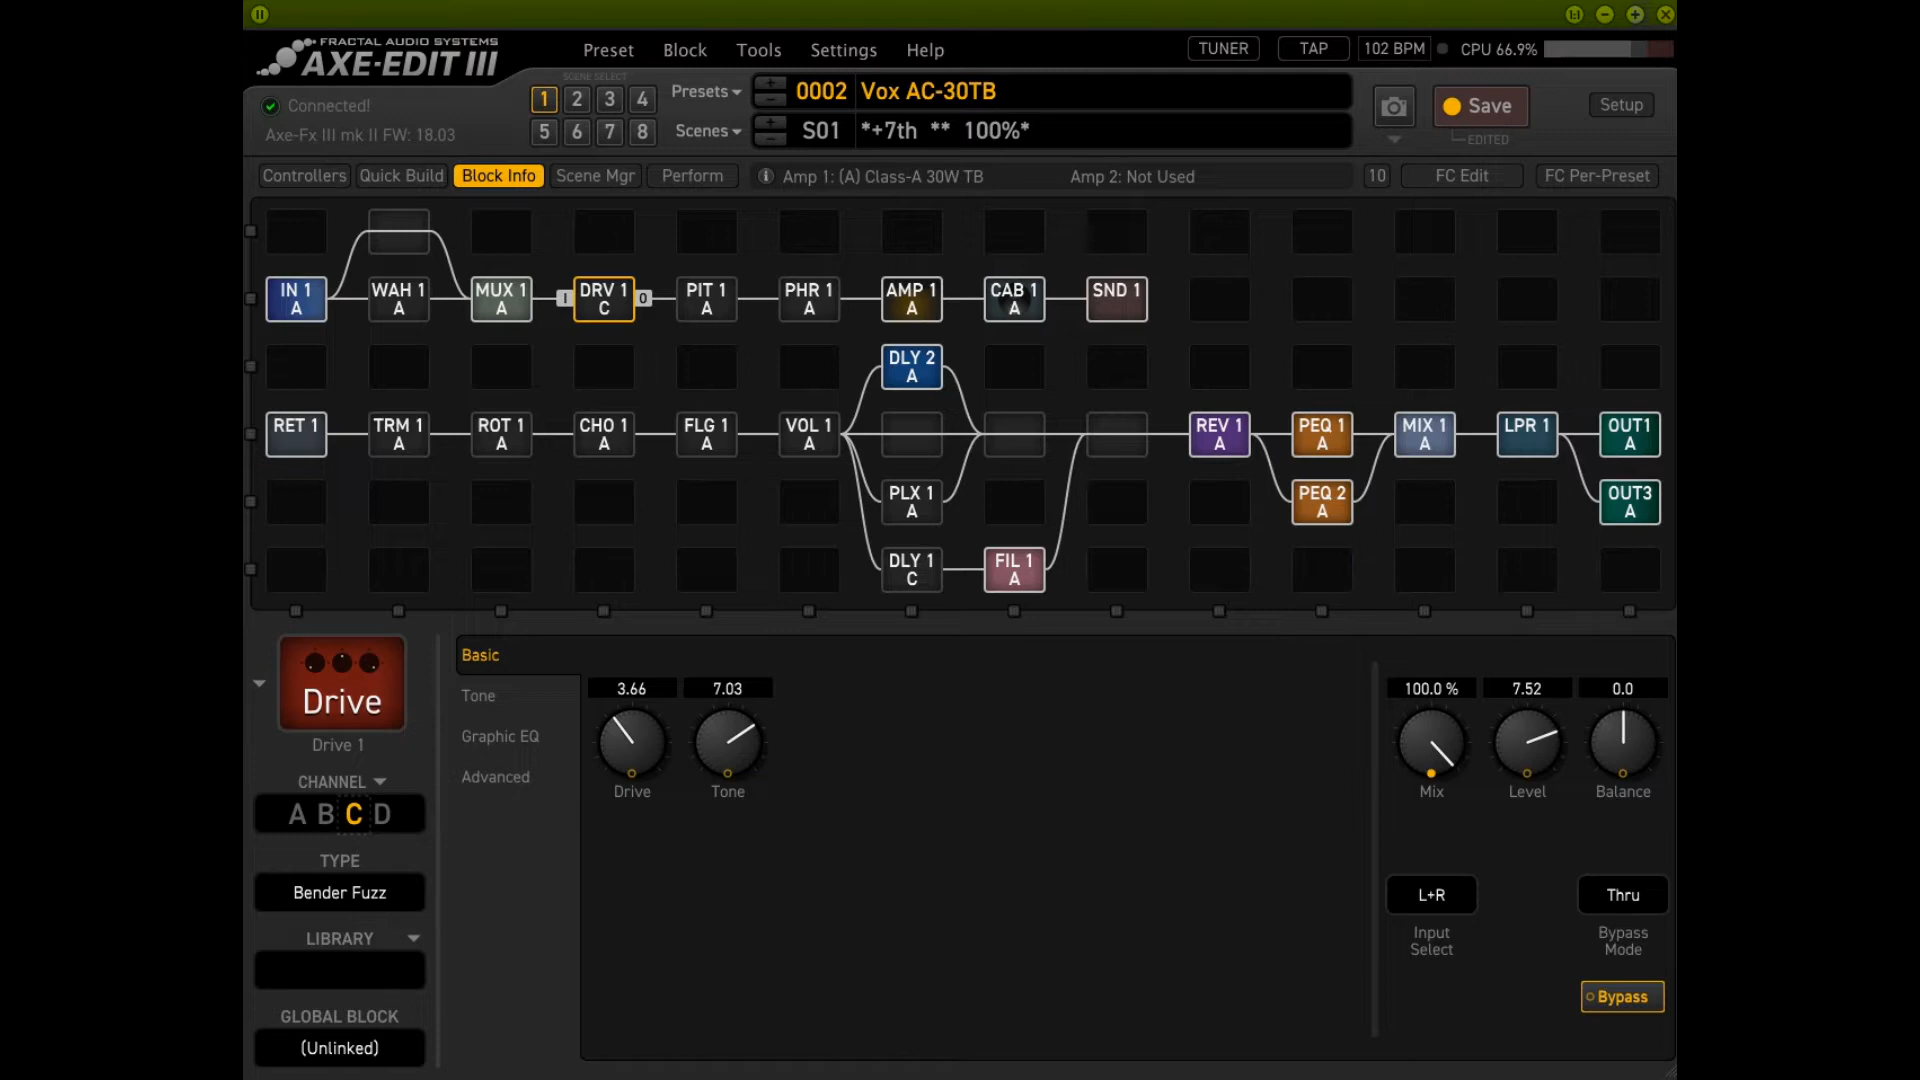 FRACTAL AUDIO SYSTEMS
AXE-EDIT III
Preset Block Tools Settings Help
TUNER TAP 102 BPM CPU 66.9%
Connected!
Axe-Fx III mk II FW: 18.03
SCENE SELECT
1 2 3 4
5 6 7 8
Presets 0002 Vox AC-30TB
Scenes S01 *+7th ** 100%*
Save
EDITED
Setup
Controllers Quick Build Block Info Scene Mgr Perform
Amp 1: (A) Class-A 30W TB Amp 2: Not Used
10 FC Edit FC Per-Preset
IN 1 A WAH 1 A MUX 1 A I DRV 1 C O PIT 1 A PHR 1 A AMP 1 A CAB 1 A SND 1
DLY 2 A
RET 1 TRM 1 A ROT 1 A CHO 1 A FLG 1 A VOL 1 A REV 1 A PEQ 1 A MIX 1 A LPR 1 OUT1 A
PLX 1 A PEQ 2 A OUT3 A
DLY 1 C FIL 1 A
Drive
Drive 1
CHANNEL
A B C D
TYPE
Bender Fuzz
LIBRARY
GLOBAL BLOCK
(Unlinked)
Basic
Tone
Graphic EQ
Advanced
3.66 7.03
Drive Tone
100.0 % 7.52 0.0
Mix Level Balance
L+R Thru
Input Select
Bypass Mode
Bypass